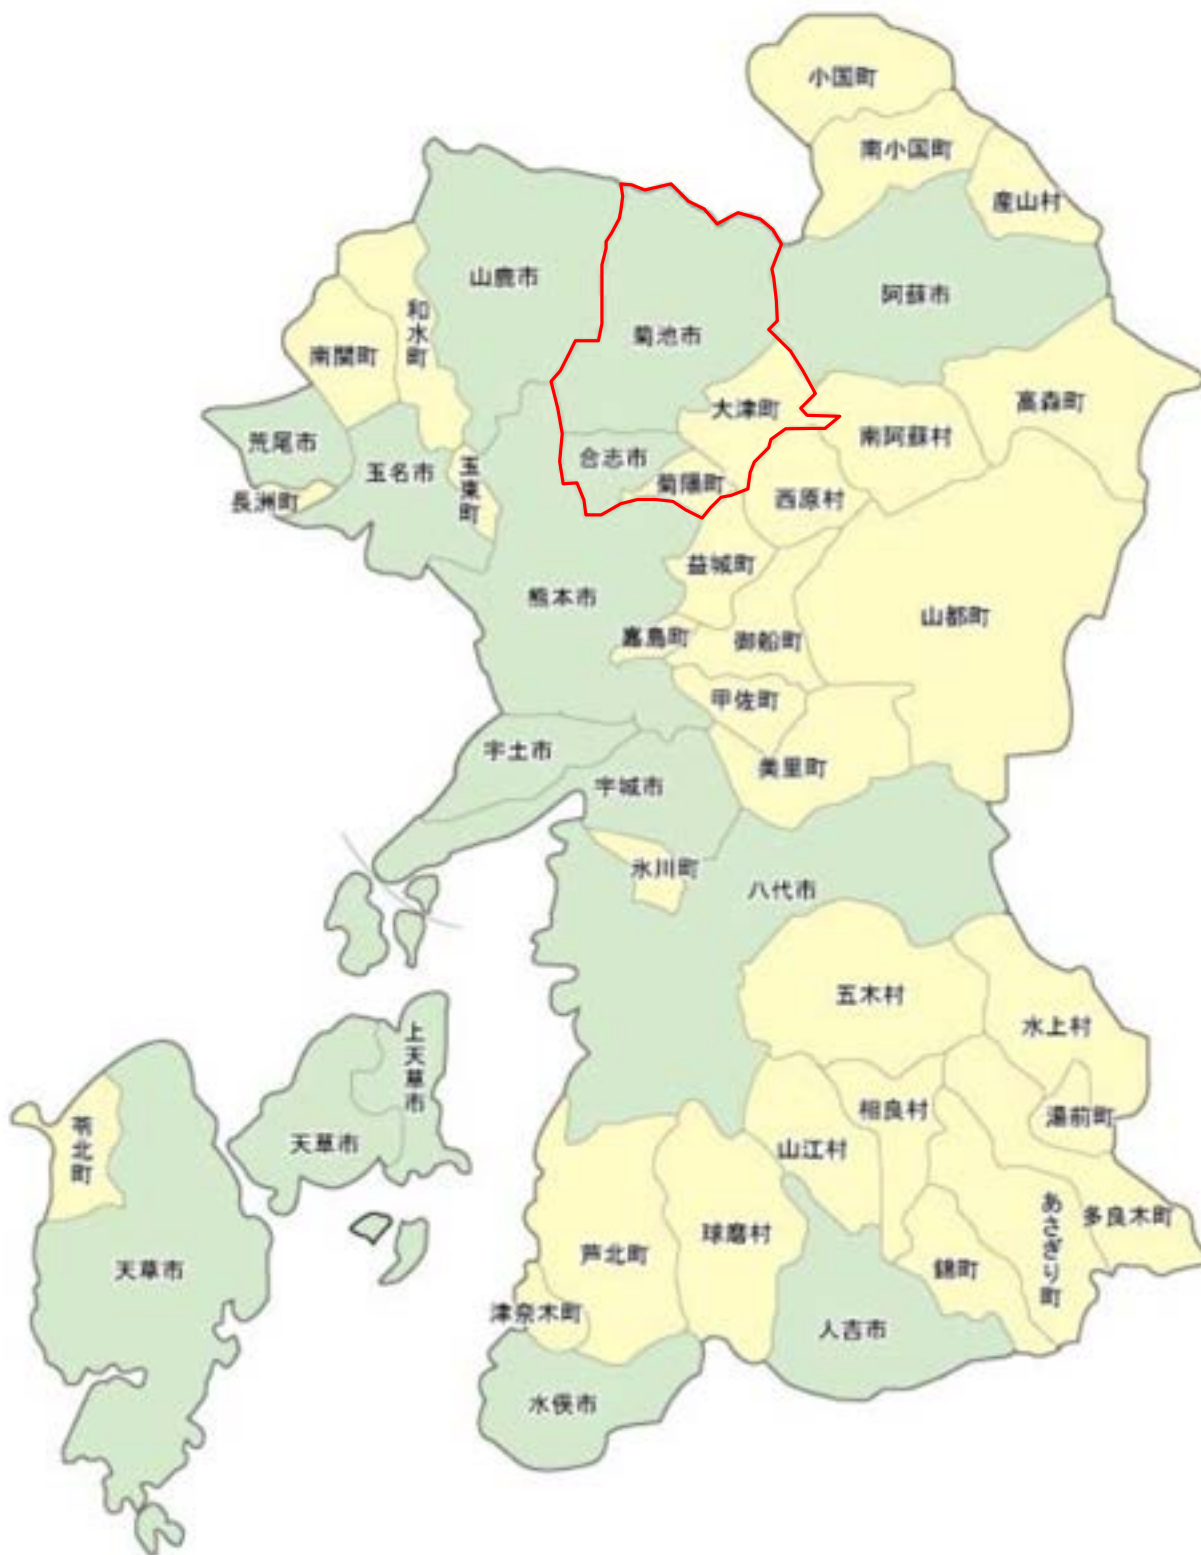 小国町
南小国町
産山村
山鹿市
阿蘇市
和水町
菊池市
南関町
大津町
高森町
荒尾市
南阿蘇村
合志市
玉名市
玉東町
菊陽町
長洲町
西原村
益城町
熊本市
山都町
嘉島町
御船町
甲佐町
宇土市
美里町
宇城市
氷川町
八代市
五木村
水上村
上天草市
相良村
湯前町
苓北町
天草市
山江村
あさぎり町
多良木町
球磨村
芦北町
天草市
錦町
津奈木町
人吉市
水俣市